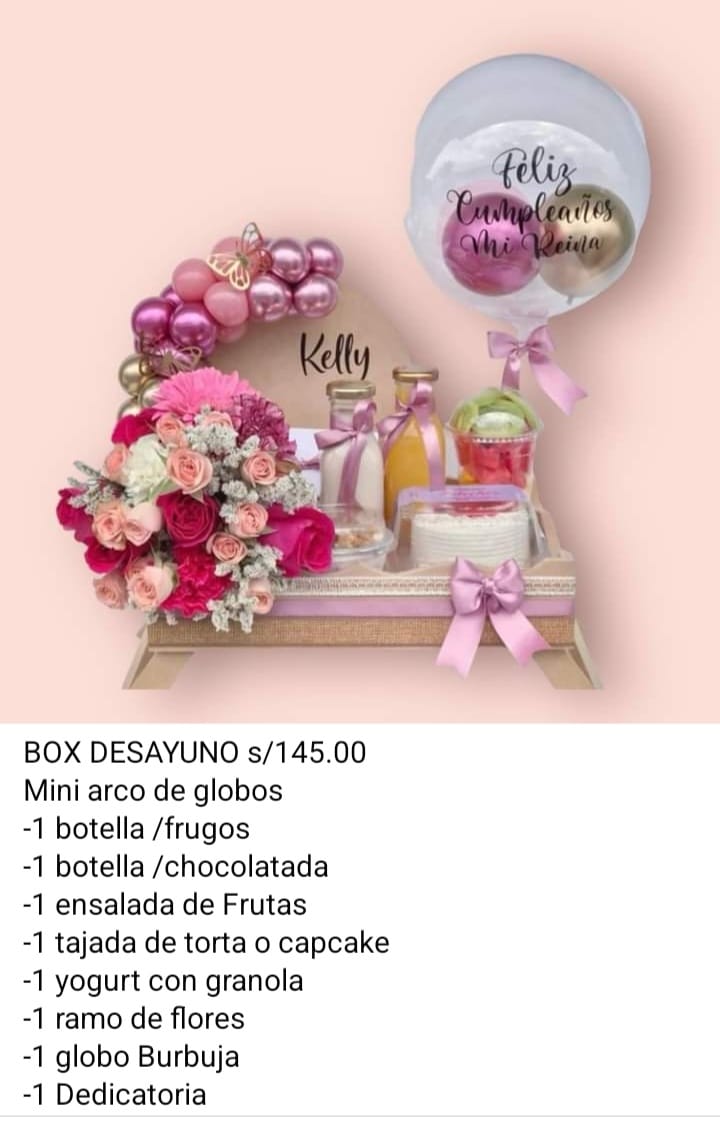 Feliz
Cumpleaños
Mi Reina
Kelly
BOX DESAYUNO s/145.00
Mini arco de globos
-1 botella /frugos
-1 botella /chocolatada
-1 ensalada de Frutas
-1 tajada de torta o capcake
-1 yogurt con granola
-1 ramo de flores
-1 globo Burbuja
-1 Dedicatoria